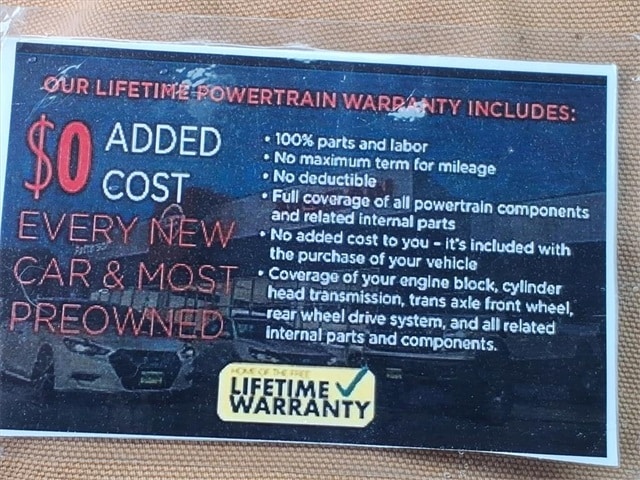 OUR LIFETIME POWERTRAIN WARRANTY INCLUDES:
$0 ADDED
COST
EVERY NEW
CAR & MOST
PREOWNED
• 100% parts and labor
• No maximum term for mileage
• No deductible
• Full coverage of all powertrain components
and related internal parts
• No added cost to you - it's included with
the purchase of your vehicle
• Coverage of your engine block, cylinder
head transmission, trans axle front wheel,
rear wheel drive system, and all related
internal parts and components.
HOME OF THE FREE
LIFETIME
WARRANTY